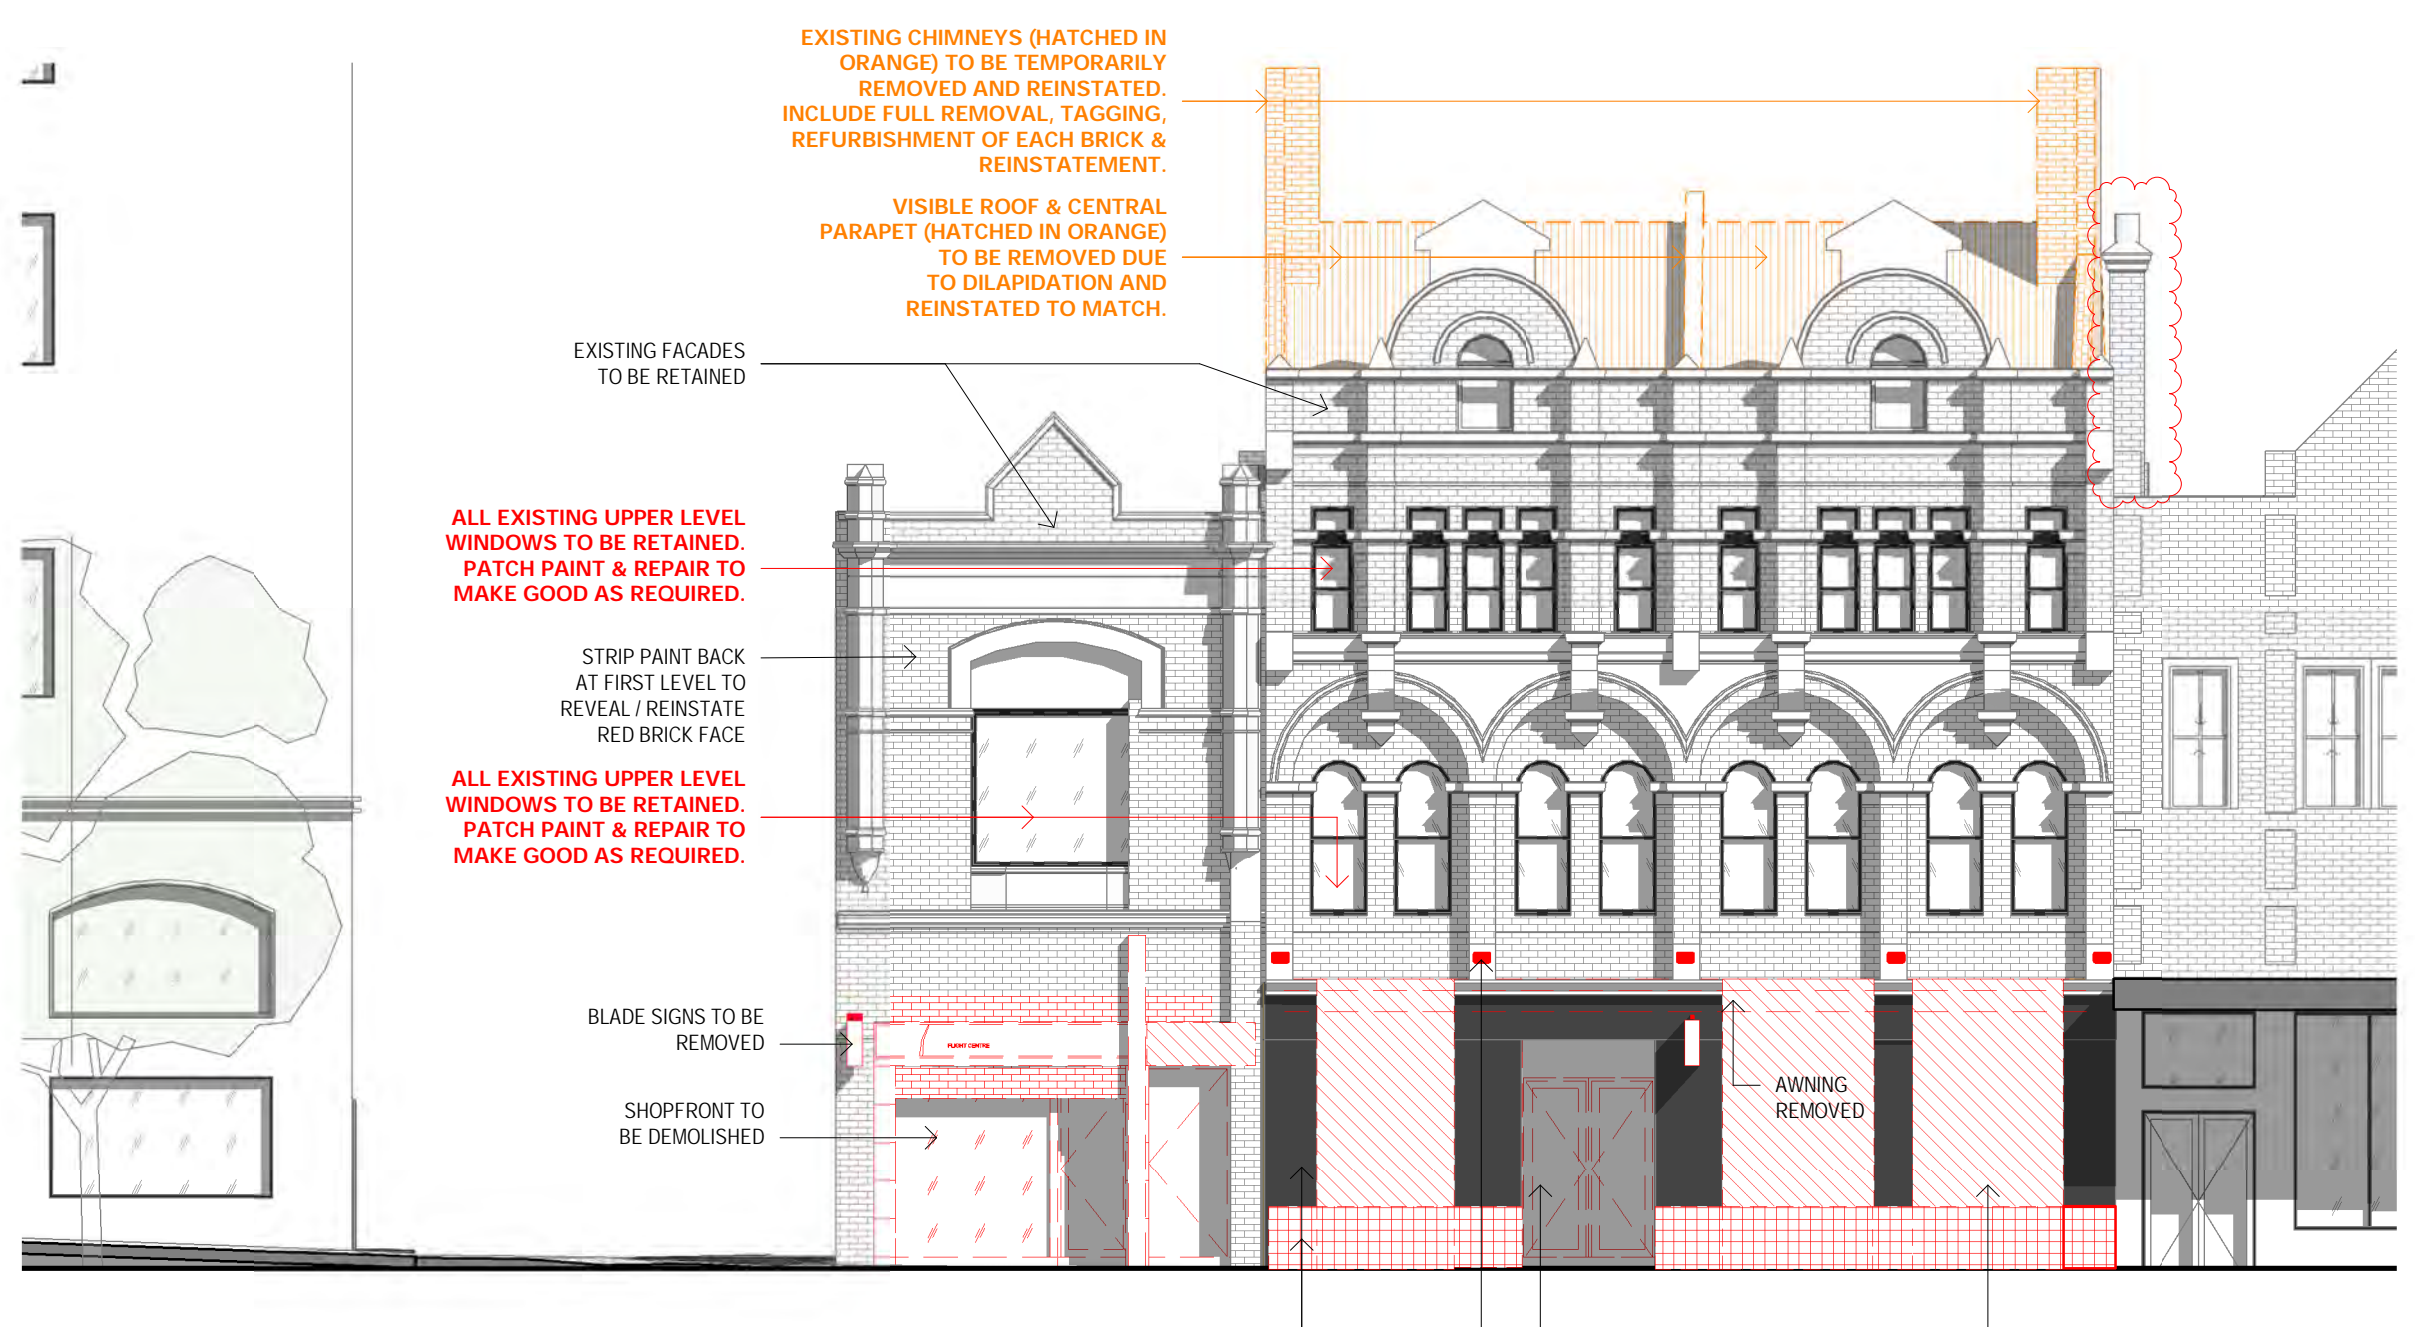 EXISTING CHIMNEYS (HATCHED IN
ORANGE) TO BE TEMPORARILY
REMOVED AND REINSTATED.
INCLUDE FULL REMOVAL, TAGGING,
REFURBISHMENT OF EACH BRICK &
REINSTATEMENT.
VISIBLE ROOF & CENTRAL
PARAPET (HATCHED IN ORANGE)
TO BE REMOVED DUE
TO DILAPIDATION AND
REINSTATED TO MATCH.
EXISTING FACADES
TO BE RETAINED
ALL EXISTING UPPER LEVEL
WINDOWS TO BE RETAINED.
PATCH PAINT & REPAIR TO
MAKE GOOD AS REQUIRED.
STRIP PAINT BACK
AT FIRST LEVEL TO
REVEAL / REINSTATE
RED BRICK FACE
ALL EXISTING UPPER LEVEL
WINDOWS TO BE RETAINED.
PATCH PAINT & REPAIR TO
MAKE GOOD AS REQUIRED.
BLADE SIGNS TO BE
REMOVED
FLIGHT CENTRE
SHOPFRONT TO
BE DEMOLISHED
AWNING
REMOVED